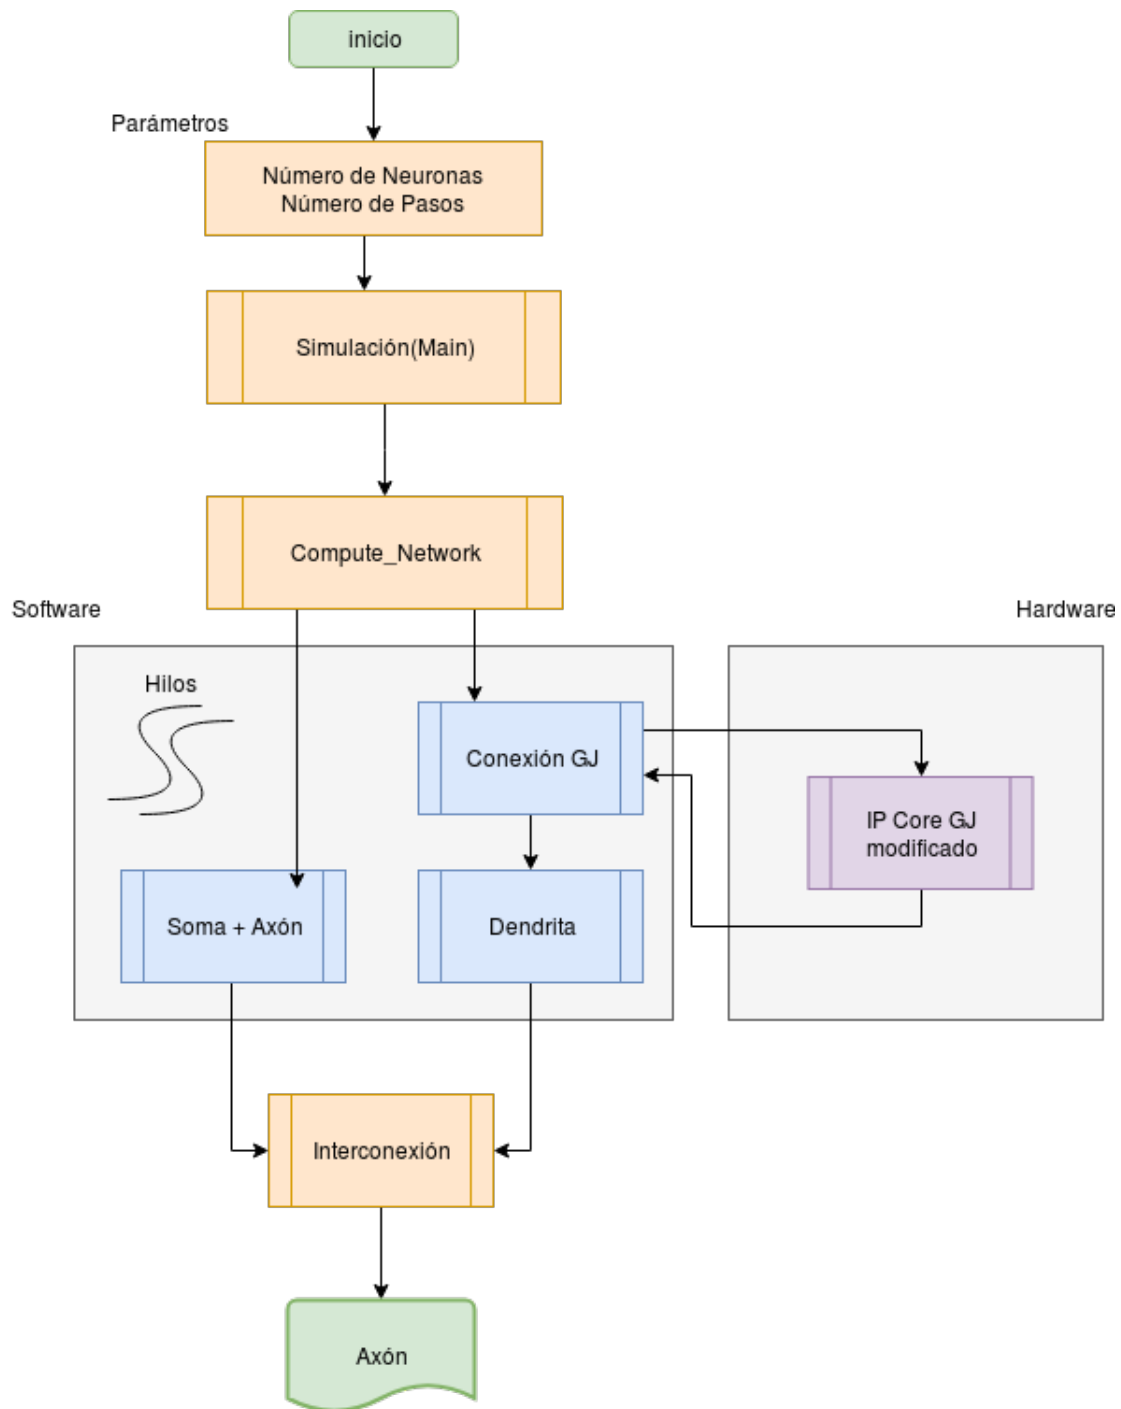 inicio
Parámetros
Número de Neuronas
Número de Pasos
Simulación(Main)
Compute_Network
Software
Hardware
Hilos
Conexión GJ
IP Core GJ
modificado
Soma + Axón
Dendrita
Interconexión
Axón